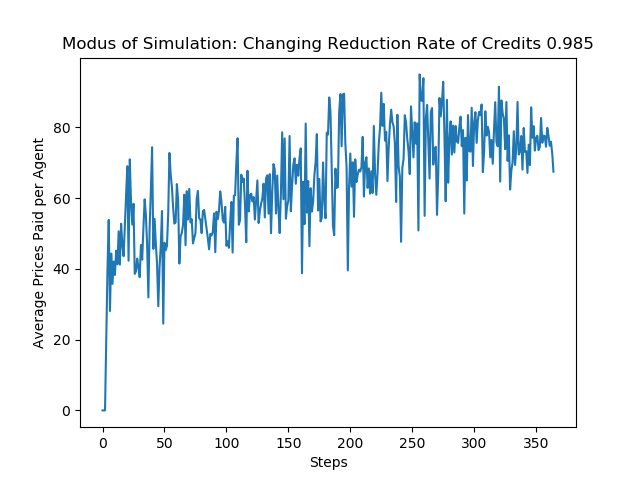 Modus of Simulation: Changing Reduction Rate of Credits 0.985
Average Prices Paid per Agent
80
60
40
20
0
0 50 100 150 200 250 300 350
Steps